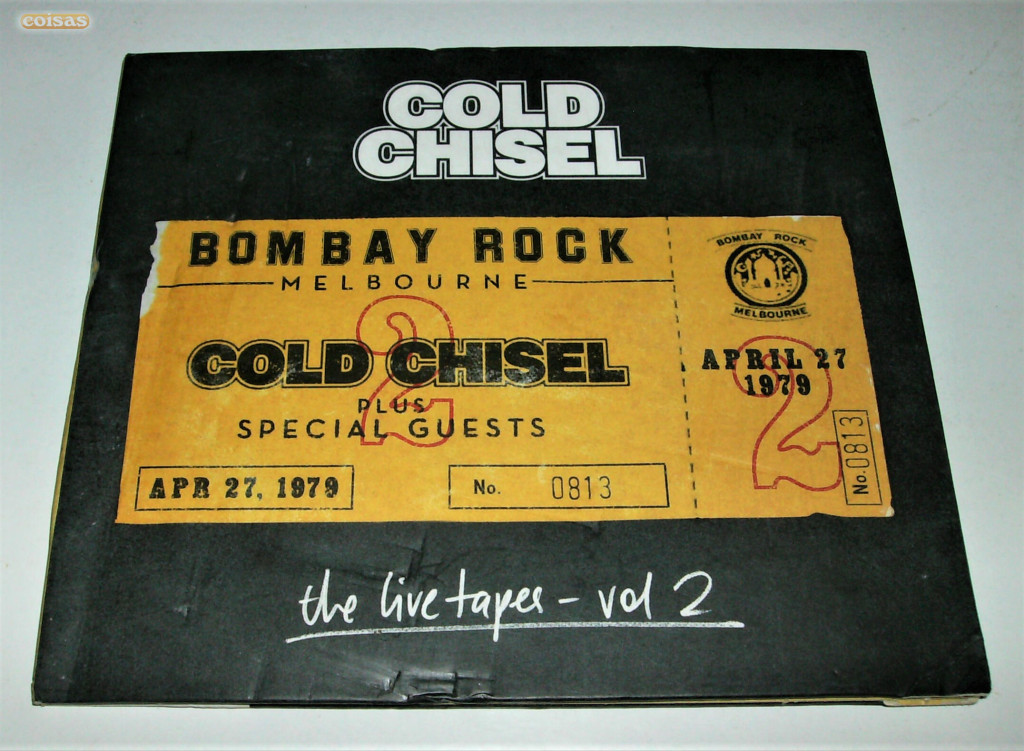 coisas
COLD
CHISEL
BOMBAY ROCK
MELBOURNE
2
COLD CHISEL
PLUS
SPECIAL GUESTS
APR 27, 1979
No. 0813
BOMBAY ROCK
MELBOURNE
APRIL 27
1979
2
No. 0813
the live tapes - vol 2